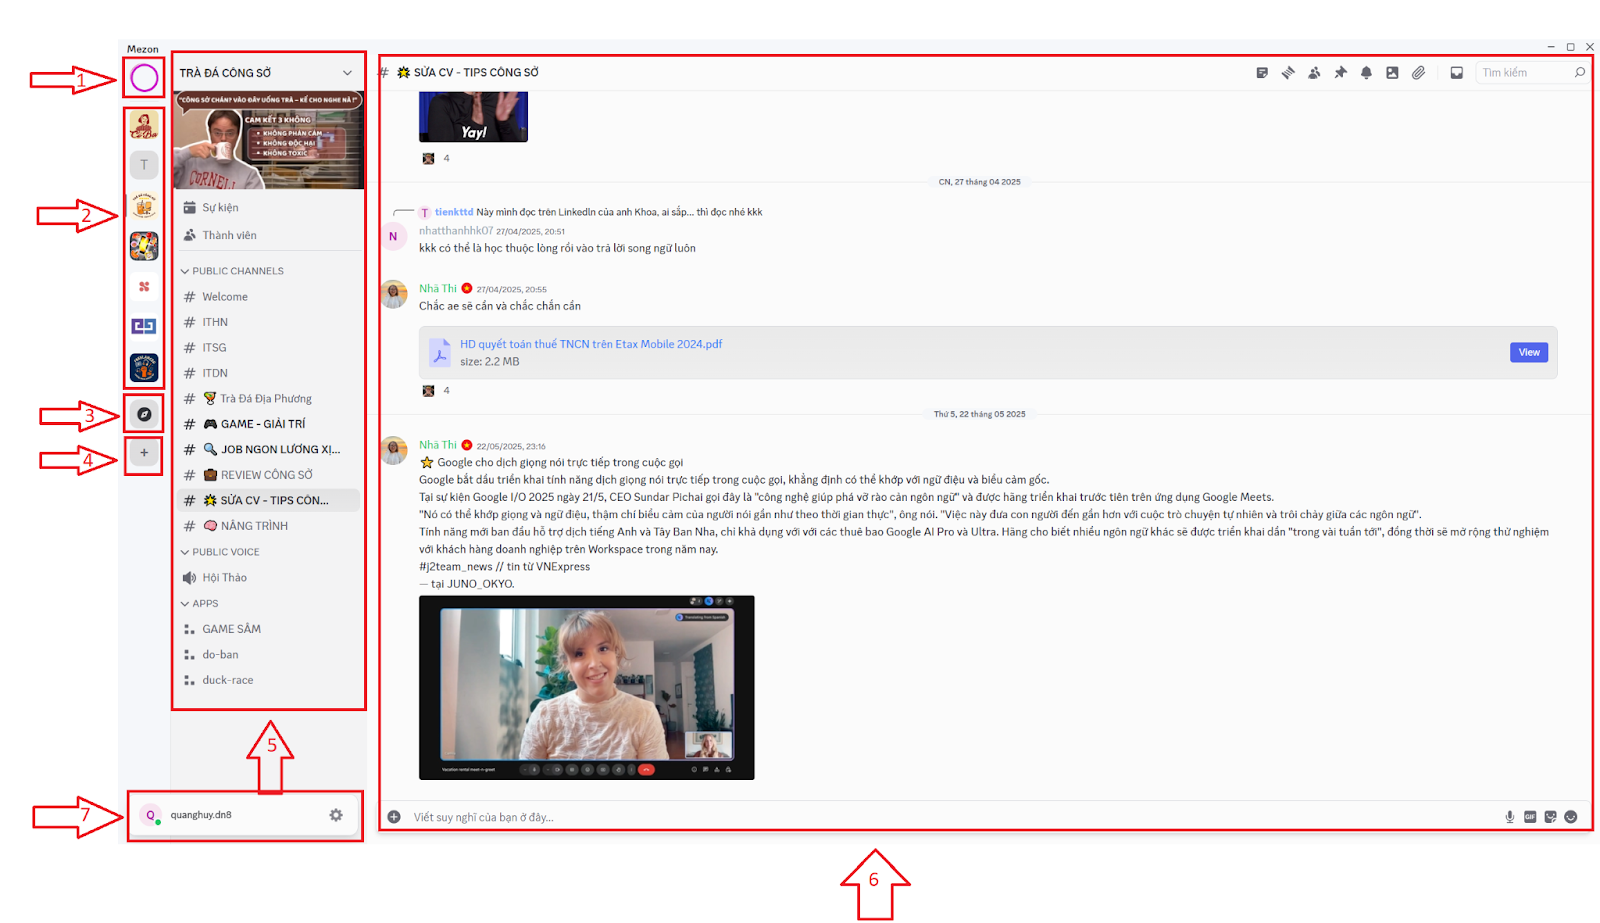 Mezon
1
2
3
4
5
6
7
T
TRÀ ĐÁ CÔNG SỞ
"CÔNG SỞ CHÁN? VÀO ĐÂY UỐNG TRÀ – KỂ CHO NGHE NÀ !"
CAM KẾT 3 KHÔNG
• KHÔNG PHÁN CẢM
• KHÔNG ĐỘC HẠI
• KHÔNG TOXIC
CORNELL
Sự kiện
Thành viên
PUBLIC CHANNELS
# Welcome
# ITHN
# ITSG
# ITDN
# Trà Đá Địa Phương
# 🎮 GAME - GIẢI TRÍ
# 🔍 JOB NGON LƯƠNG XỊ...
# 💼 REVIEW CÔNG SỞ
# SỬA CV - TIPS CÔN...
# 🧠 NÂNG TRÌNH
PUBLIC VOICE
Hội Thảo
APPS
GAME SÂM
do-ban
duck-race
Q quanghuy.dn8
# SỬA CV - TIPS CÔNG SỞ
Tìm kiếm
Yay!
4
CN, 27 tháng 04 2025
T tienkttd Này mình đọc trên LinkedIn của anh Khoa, ai sắp... thì đọc nhé kkk
N nhatthanhhk07 27/04/2025, 20:51
kkk có thể là học thuộc lòng rồi vào trả lời song ngữ luôn
Nhã Thi 27/04/2025, 20:55
Chắc ae sẽ cần và chắc chắn cần
HD quyết toán thuế TNCN trên Etax Mobile 2024.pdf
size: 2.2 MB
View
4
Thứ 5, 22 tháng 05 2025
Nhã Thi 22/05/2025, 23:16
⭐ Google cho dịch giọng nói trực tiếp trong cuộc gọi
Google bắt đầu triển khai tính năng dịch giọng nói trực tiếp trong cuộc gọi, khẳng định có thể khớp với ngữ điệu và biểu cảm gốc.
Tại sự kiện Google I/O 2025 ngày 21/5, CEO Sundar Pichai gọi đây là "công nghệ giúp phá vỡ rào cản ngôn ngữ" và được hãng triển khai trước tiên trên ứng dụng Google Meets.
"Nó có thể khớp giọng và ngữ điệu, thậm chí biểu cảm của người nói gần như theo thời gian thực", ông nói. "Việc này đưa con người đến gần hơn với cuộc trò chuyện tự nhiên và trôi chảy giữa các ngôn ngữ".
Tính năng mới ban đầu hỗ trợ dịch tiếng Anh và Tây Ban Nha, chỉ khả dụng với với các thuê bao Google AI Pro và Ultra. Hãng cho biết nhiều ngôn ngữ khác sẽ được triển khai dần "trong vài tuần tới", đồng thời sẽ mở rộng thử nghiệm
với khách hàng doanh nghiệp trên Workspace trong năm nay.
#j2team_news // tin từ VNExpress
— tại JUNO_OKYO.
Translating from Spanish
Vacation rental meet-n-greet
Viết suy nghĩ của bạn ở đây...
GIF